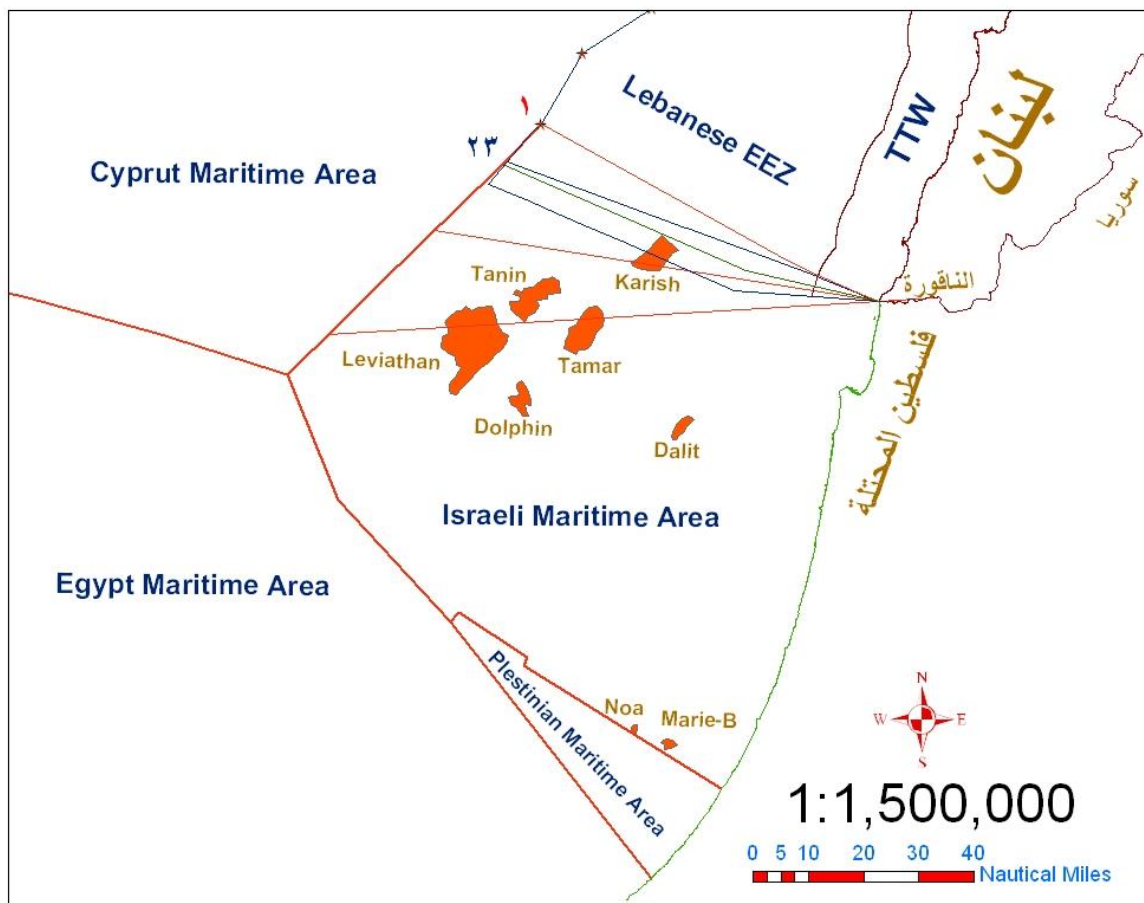 ١
٢٣
Cyprut Maritime Area
Lebanese EEZ
TTW
لبنان
سوريا
Tanin
Karish
الناقورة
Leviathan
Tamar
Dolphin
Dalit
فلسطين المحتلة
Israeli Maritime Area
Egypt Maritime Area
Plestinian Maritime Area
Noa
Marie-B
N
W
E
S
1:1,500,000
0 5 10 20 30 40
Nautical Miles